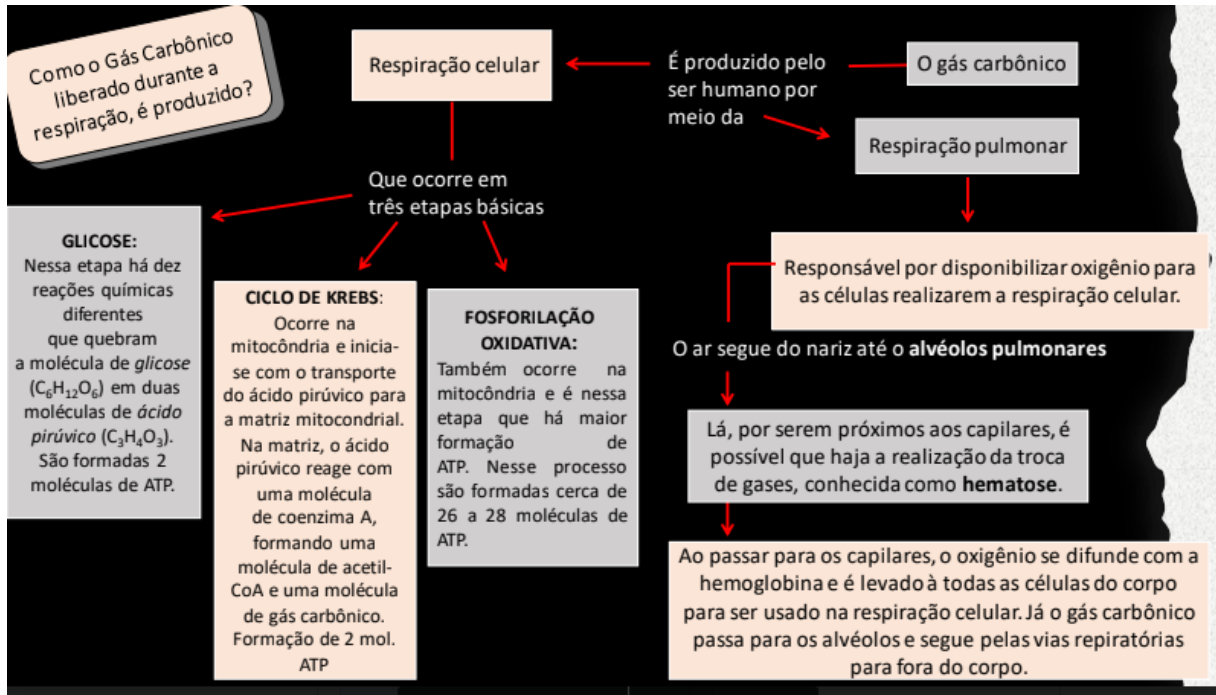 Como o Gás Carbônico
liberado durante a
respiração, é produzido?
Respiração celular
É produzido pelo
ser humano por
meio da
O gás carbônico
Respiração pulmonar
Que ocorre em
três etapas básicas
GLICOSE:
Nessa etapa há dez
reações químicas
diferentes
que quebram
a molécula de glicose
(C₆H₁₂O₆) em duas
moléculas de ácido
pirúvico (C₃H₄O₃).
São formadas 2
moléculas de ATP.
CICLO DE KREBS:
Ocorre na
mitocôndria e inicia-
se com o transporte
do ácido pirúvico para
a matriz mitocondrial.
Na matriz, o ácido
pirúvico reage com
uma molécula
de coenzima A,
formando uma
molécula de acetil-
CoA e uma molécula
de gás carbônico.
Formação de 2 mol.
ATP
FOSFORILAÇÃO
OXIDATIVA:
Também ocorre na
mitocôndria e é nessa
etapa que há maior
formação de
ATP. Nesse processo
são formadas cerca de
26 a 28 moléculas de
ATP.
Responsável por disponibilizar oxigênio para
as células realizarem a respiração celular.
O ar segue do nariz até o alvéolos pulmonares
Lá, por serem próximos aos capilares, é
possível que haja a realização da troca
de gases, conhecida como hematose.
Ao passar para os capilares, o oxigênio se difunde com a
hemoglobina e é levado à todas as células do corpo
para ser usado na respiração celular. Já o gás carbônico
passa para os alvéolos e segue pelas vias repiratórias
para fora do corpo.